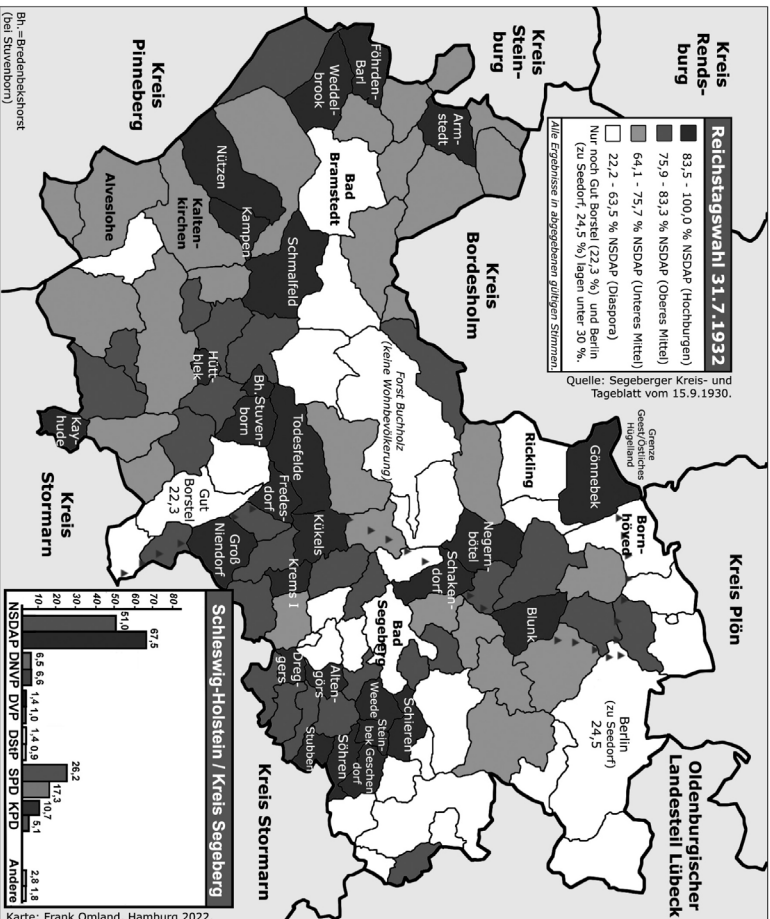 Kreis
Rends-
burg
Kreis
Stein-
burg
Kreis
Pinneberg
Kreis
Bordesholm
Kreis Plön
Oldenburgischer
Landesteil Lübeck
Kreis
Stormarn
Kreis Stormarn
Reichstagswahl 31.7.1932
83,5 - 100,0 % NSDAP (Hochburgen)
75,9 - 83,3 % NSDAP (Oberes Mittel)
64,1 - 75,7 % NSDAP (Unteres Mittel)
22,2 - 63,5 % NSDAP (Diaspora)
Nur noch Gut Borstel (22,3 %) und Berlin
(zu Seedorf, 24,5 %) lagen unter 30 %.
Alle Ergebnisse in abgegebenen gültigen Stimmen.
Quelle: Segeberger Kreis- und
Tageblatt vom 15.9.1930.
Grenze
Geest/Östliches
Hügelland
Föhrden-
Barl
Weddel-
brook
Arm-
stedt
Bad
Bramstedt
Nützen
Kampen
Kalten-
kirchen
Alveslohe
Schmalfeld
Forst Buchholz
(keine Wohnbevölkerung)
Hütt-
blek
Bh.
Stuven-
born
Todesfelde
Fredes-
dorf
Kay-
hude
Gut
Borstel
22,3
Groß
Niendorf
Kükels
Krems I
Rickling
Gönnebek
Born-
höved
Negern-
bötel
Schaken-
dorf
Blunk
Bad
Segeberg
Berlin
(zu Seedorf)
24,5
Schieren
Weede
Stein-
bek
Geschen
dorf
Söhren
Stubben
Alten-
görs
Dreg-
gers
Bh.=Bredenbekshorst
(bei Stuvenborn)
Schleswig-Holstein / Kreis Segeberg
80-
70-
60-
50-
40-
30-
20-
10-
51,0
67,5
6,5
6,6
1,4
1,0
1,4
0,9
26,2
17,3
10,7
5,1
2,8
1,8
NSDAP
DNVP
DVP
DStP
SPD
KPD
Andere
Karte: Frank Omland, Hamburg 2022